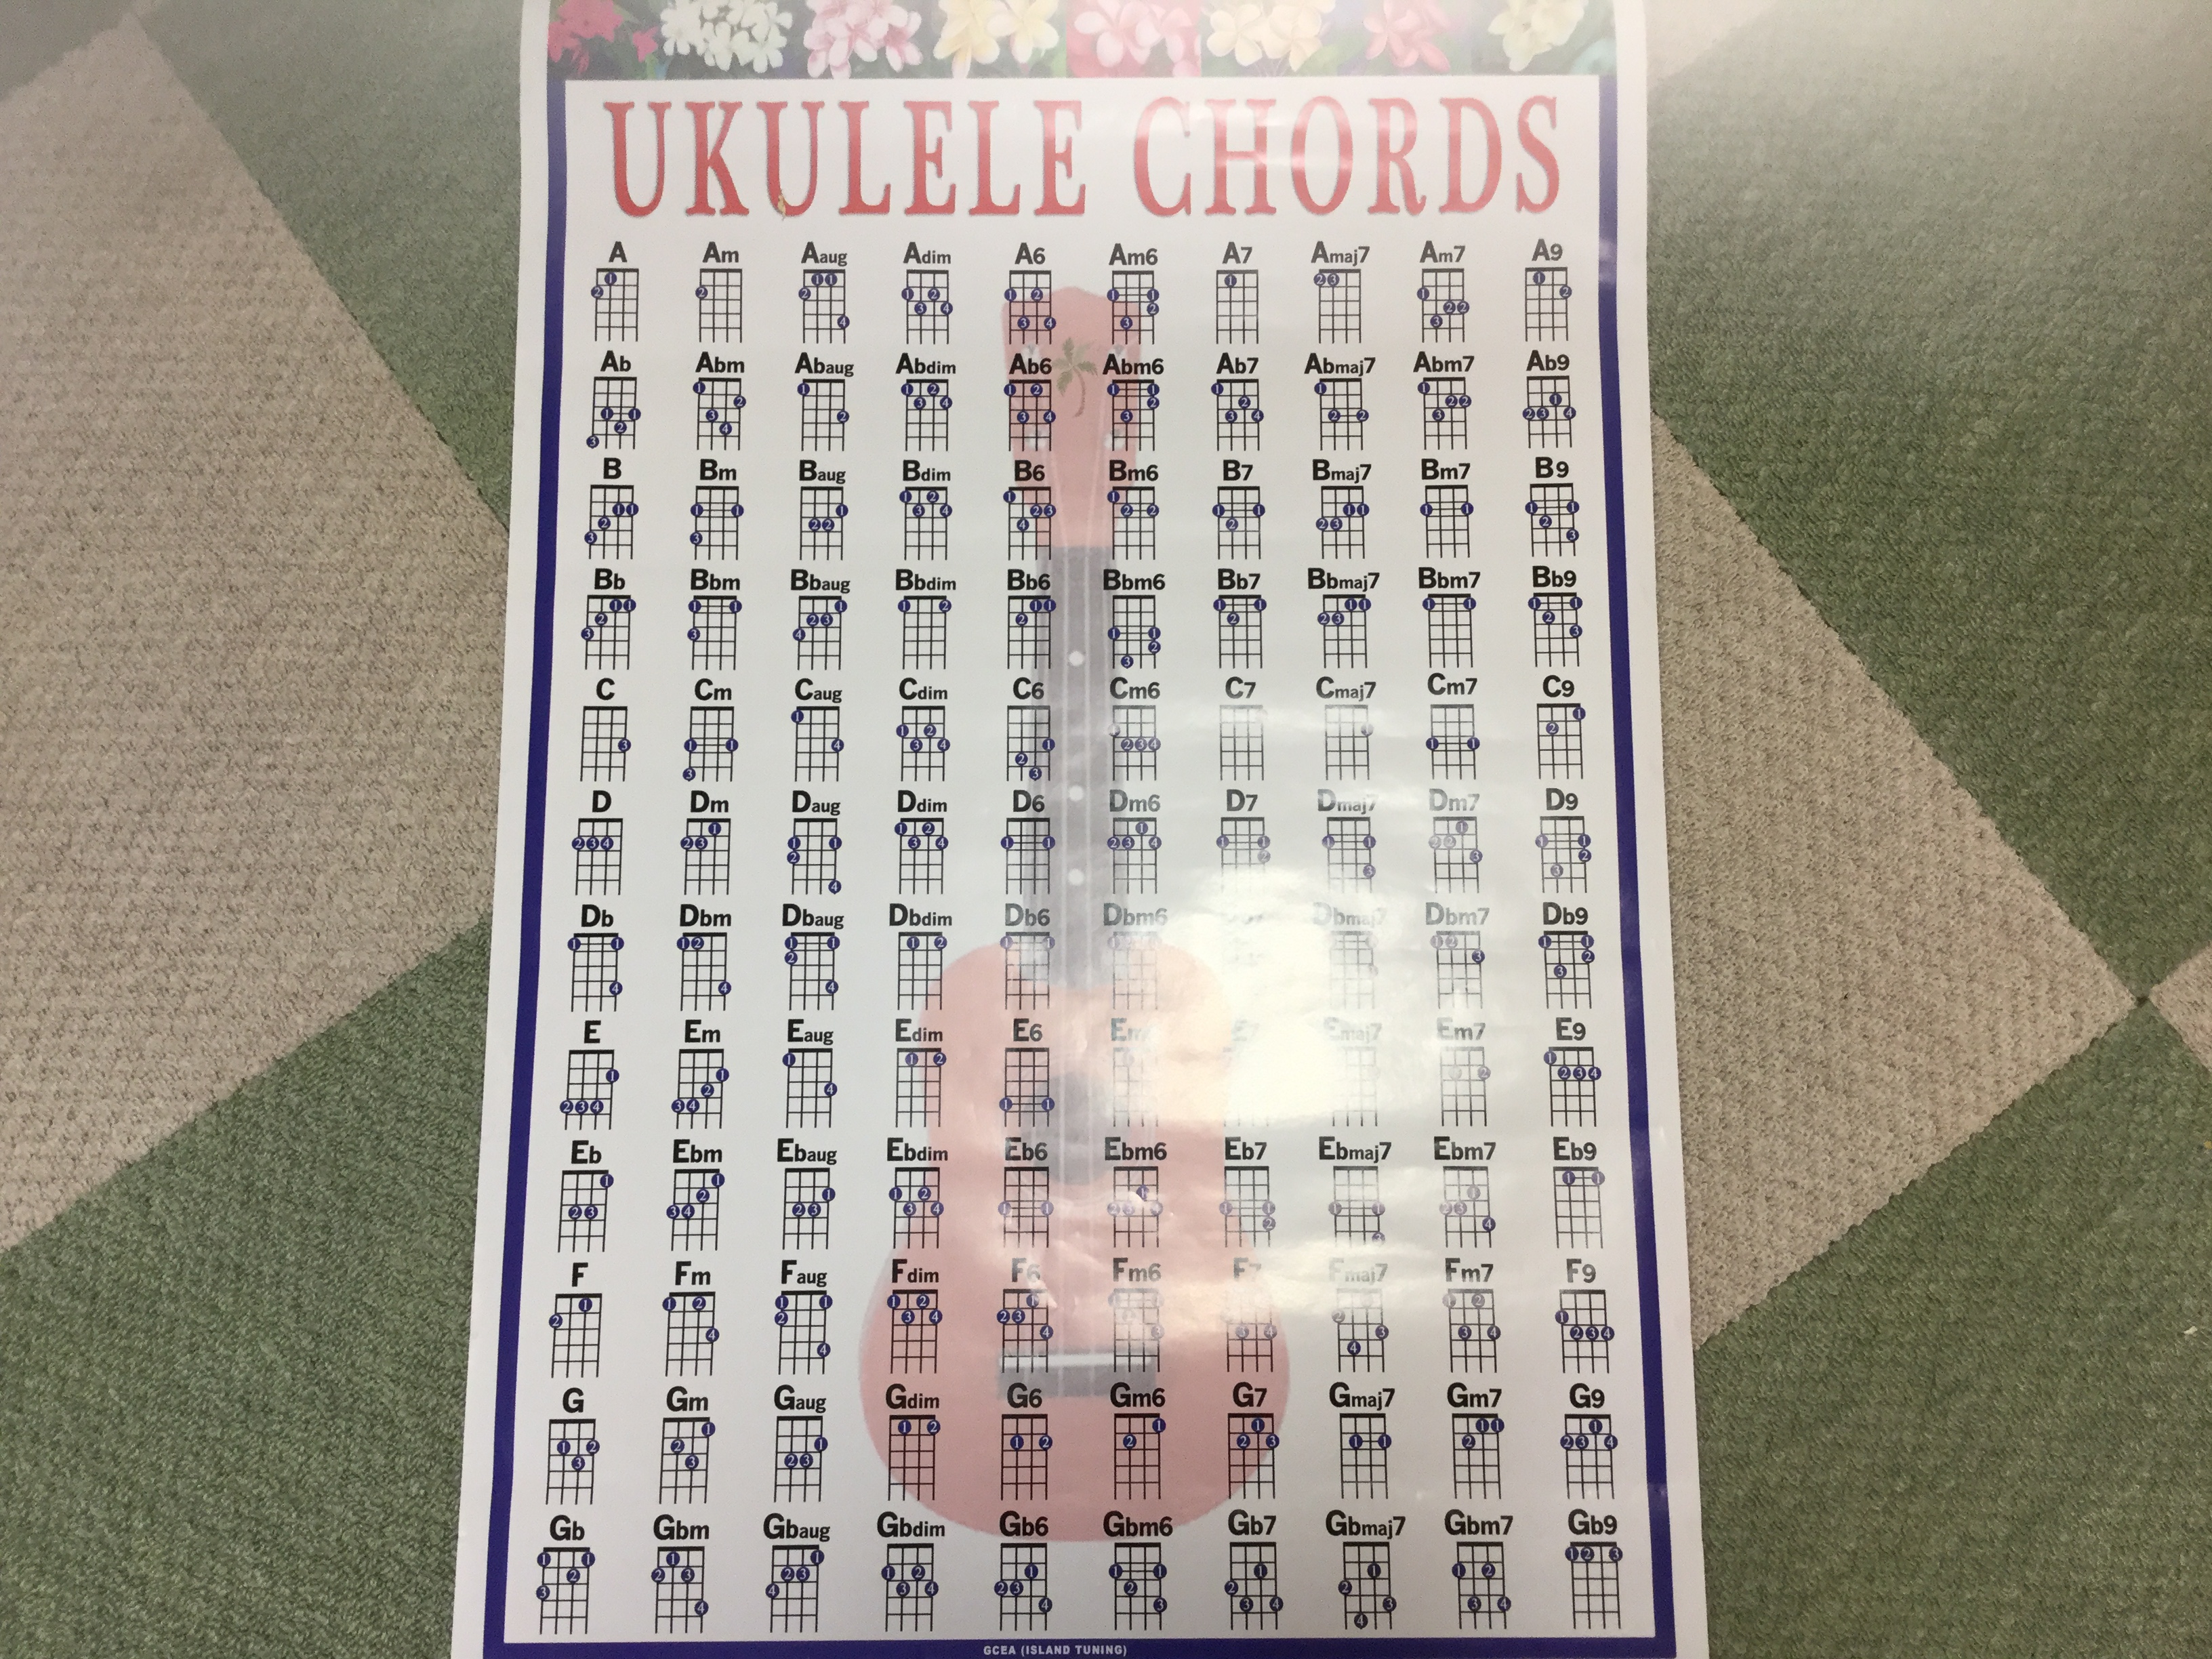 UKULELE CHORDS
A Am Aaug Adim A6 Am6 A7 Amaj7 Am7 A9
Ab Abm Abaug Abdim Ab6 Abm6 Ab7 Abmaj7 Abm7 Ab9
B Bm Baug Bdim B6 Bm6 B7 Bmaj7 Bm7 B9
Bb Bbm Bbaug Bbdim Bb6 Bbm6 Bb7 Bbmaj7 Bbm7 Bb9
C Cm Caug Cdim C6 Cm6 C7 Cmaj7 Cm7 C9
D Dm Daug Ddim D6 Dm6 D7 Dmaj7 Dm7 D9
Db Dbm Dbaug Dbdim Db6 Dbm6 Dbmaj7 Dbm7 Db9
E Em Eaug Edim E6 Emaj7 Em7 E9
Eb Ebm Ebaug Ebdim Eb6 Ebm6 Eb7 Ebmaj7 Ebm7 Eb9
F Fm Faug Fdim F6 Fm6 F7 Fmaj7 Fm7 F9
G Gm Gaug Gdim G6 Gm6 G7 Gmaj7 Gm7 G9
Gb Gbm Gbaug Gbdim Gb6 Gbm6 Gb7 Gbmaj7 Gbm7 Gb9
GCEA (ISLAND TUNING)